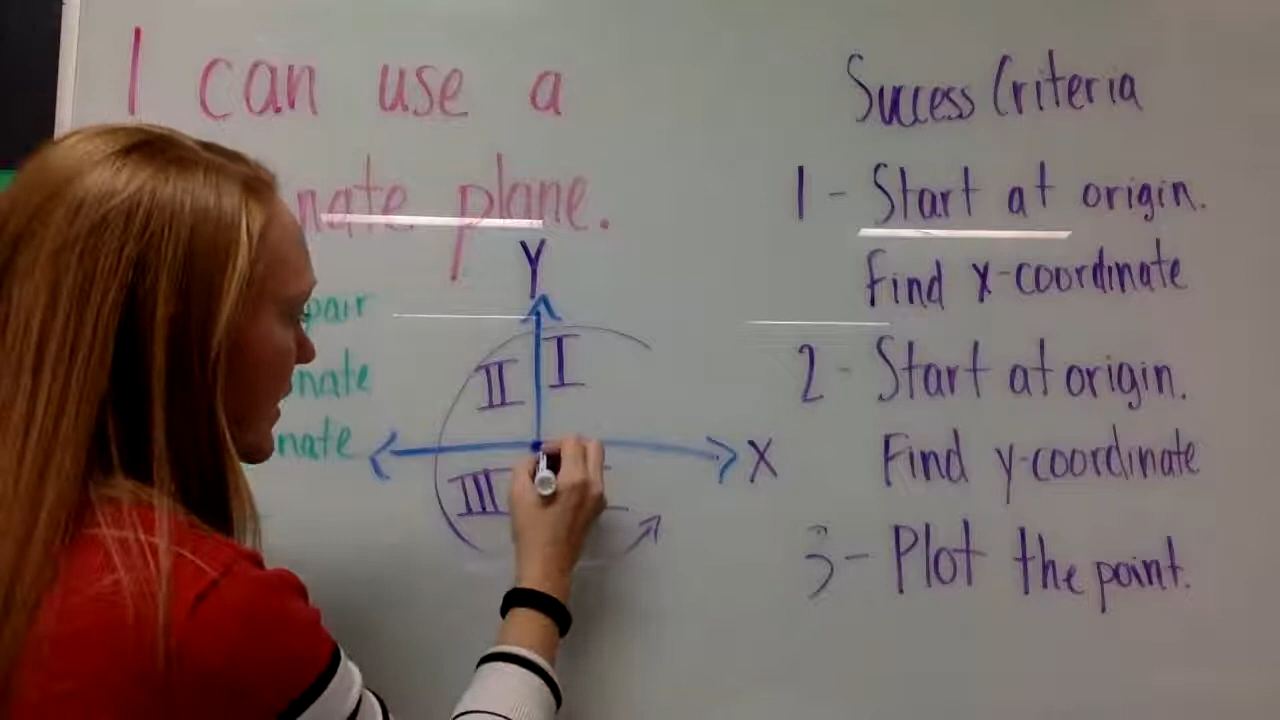 I can use a
nate plane.
pair
nate
nate
Y
II I
X
III
Success Criteria
1- Start at origin.
Find x-coordinate
2- Start at origin.
Find y-coordinate
3- Plot the point.